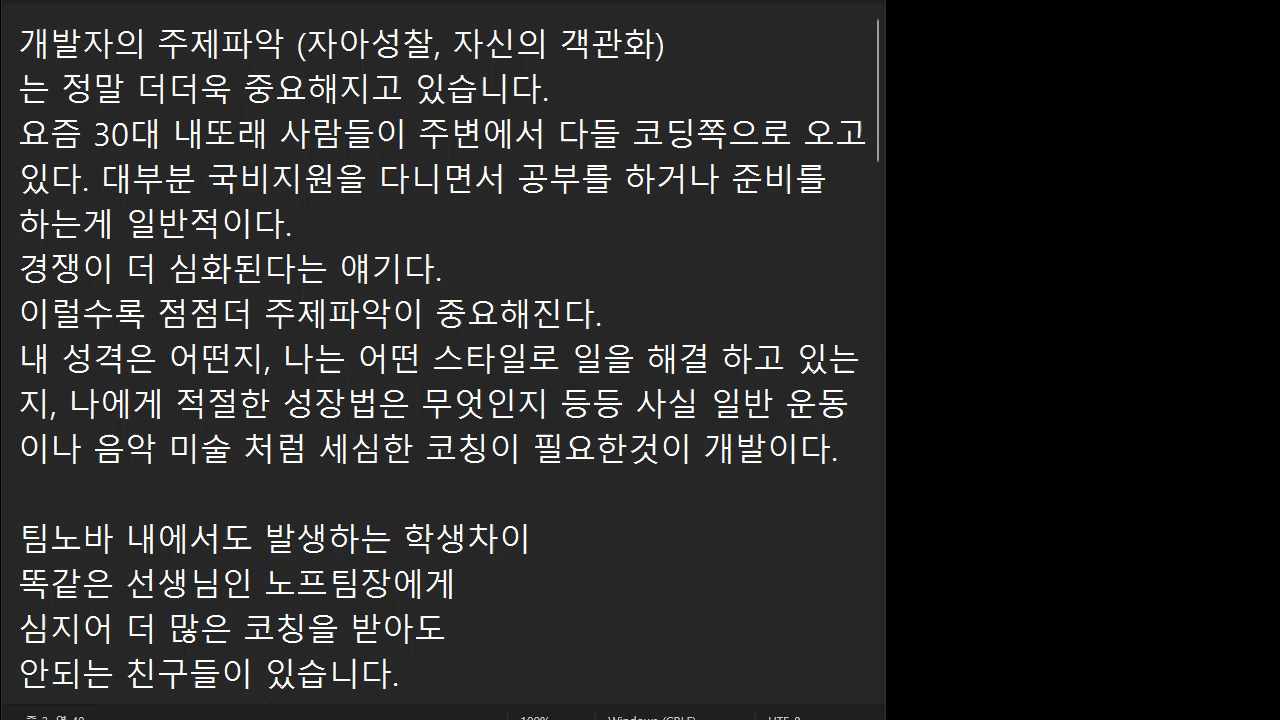 개발자의 주제파악 (자아성찰, 자신의 객관화)
는 정말 더더욱 중요해지고 있습니다.
요즘 30대 내또래 사람들이 주변에서 다들 코딩쪽으로 오고
있다. 대부분 국비지원을 다니면서 공부를 하거나 준비를
하는게 일반적이다.
경쟁이 더 심화된다는 얘기다.
이럴수록 점점더 주제파악이 중요해진다.
내 성격은 어떤지, 나는 어떤 스타일로 일을 해결 하고 있는
지, 나에게 적절한 성장법은 무엇인지 등등 사실 일반 운동
이나 음악 미술 처럼 세심한 코칭이 필요한것이 개발이다.
팀노바 내에서도 발생하는 학생차이
똑같은 선생님인 노프팀장에게
심지어 더 많은 코칭을 받아도
안되는 친구들이 있습니다.
100% Windows (CRLF) UTF-8